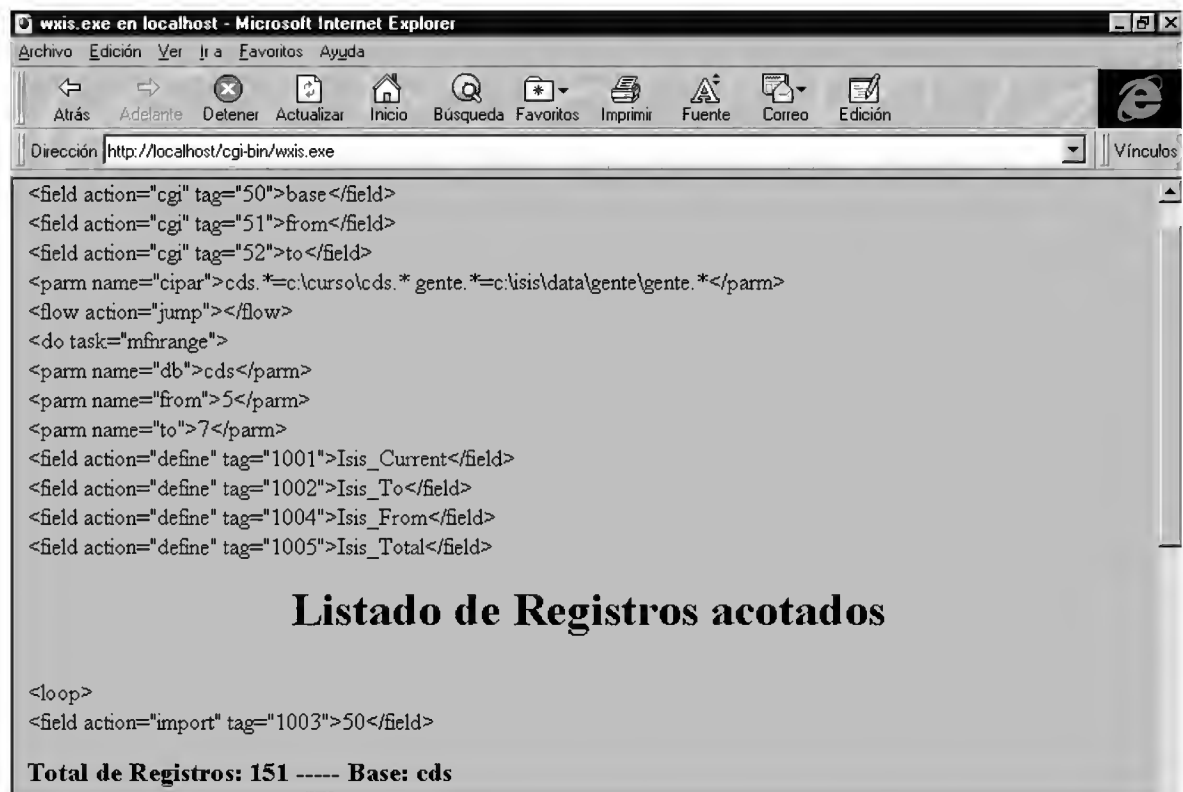 wxis.exe en localhost - Microsoft Internet Explorer
Archivo Edición Ver Ir a Favoritos Ayuda
Atrás Adelante Detener Actualizar Inicio Búsqueda Favoritos Imprimir Fuente Correo Edición
Dirección http://localhost/cgi-bin/wxis.exe Vínculos
<field action="cgi" tag="50">base</field>
<field action="cgi" tag="51">from</field>
<field action="cgi" tag="52">to</field>
<parm name="cipar">cds.*=c:\curso\cds.* gente.*=c:\isis\data\gente\gente.*</parm>
<flow action="jump"></flow>
<do task="mfnrange">
<parm name="db">cds</parm>
<parm name="from">5</parm>
<parm name="to">7</parm>
<field action="define" tag="1001">Isis_Current</field>
<field action="define" tag="1002">Isis_To</field>
<field action="define" tag="1004">Isis_From</field>
<field action="define" tag="1005">Isis_Total</field>
Listado de Registros acotados
<loop>
<field action="import" tag="1003">50</field>
Total de Registros: 151 ----- Base: cds